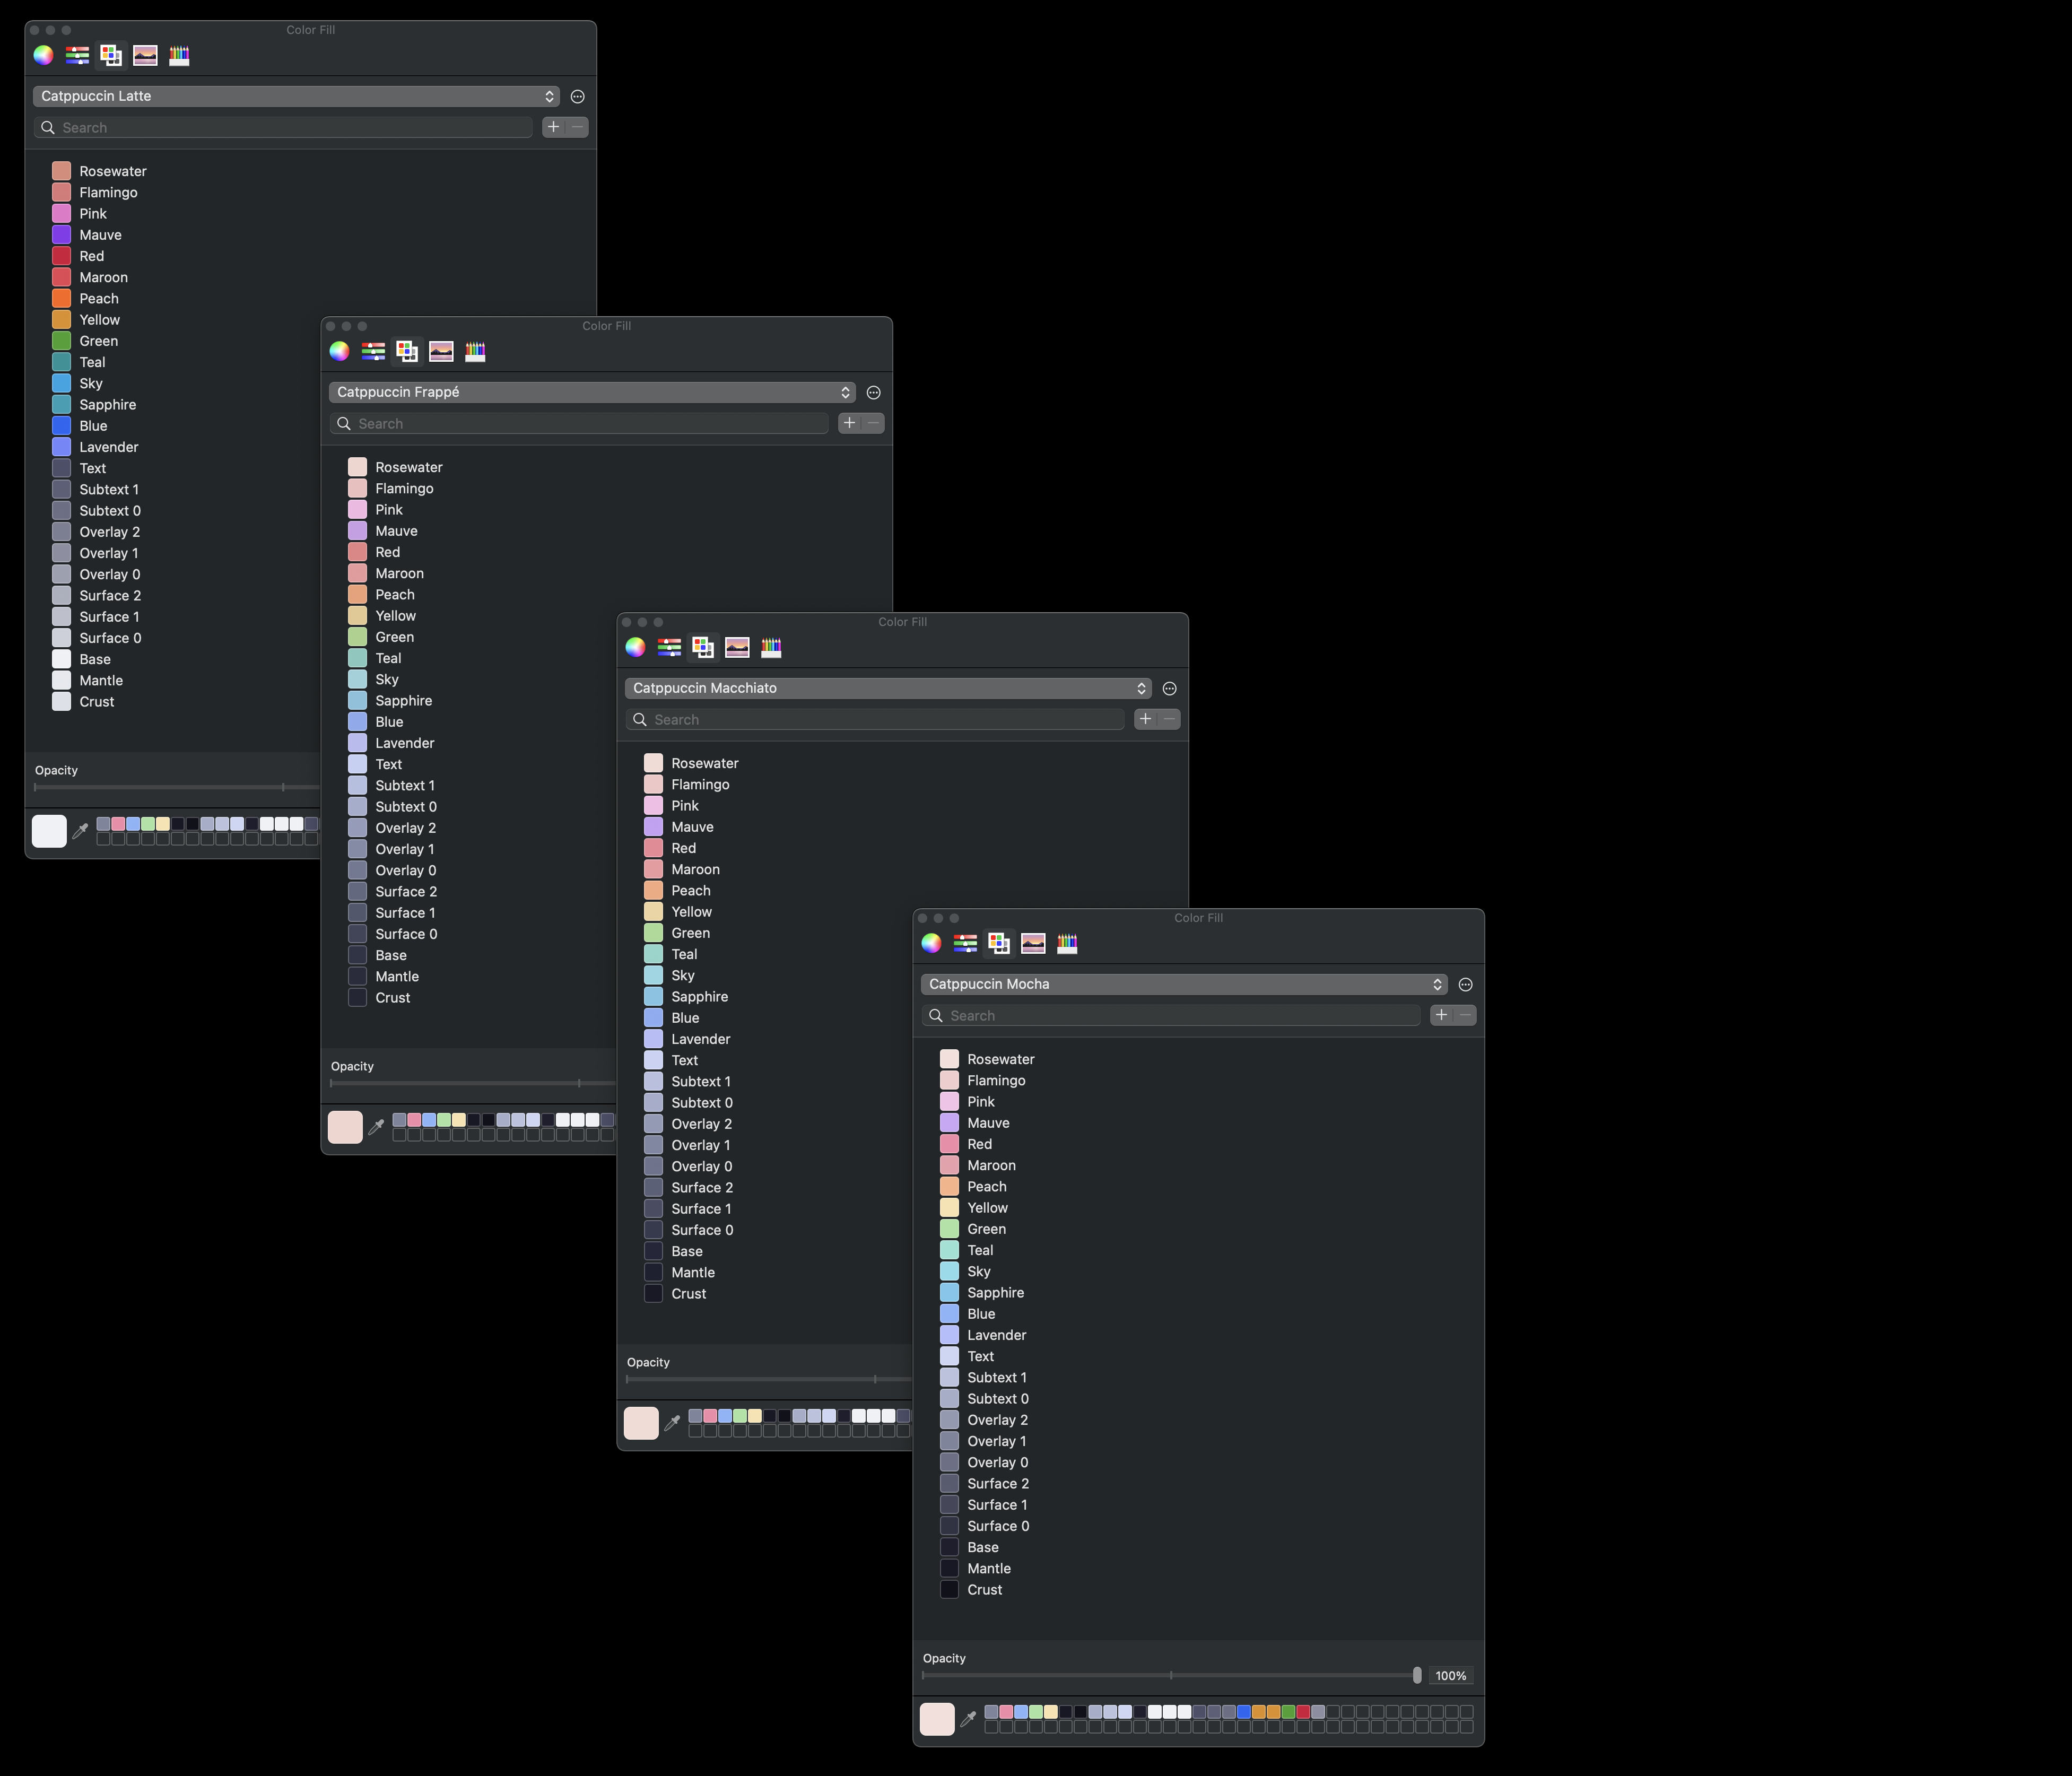 Color Fill
Catppuccin Latte
Search
Rosewater
Flamingo
Pink
Mauve
Red
Maroon
Peach
Yellow
Green
Teal
Sky
Sapphire
Blue
Lavender
Text
Subtext 1
Subtext 0
Overlay 2
Overlay 1
Overlay 0
Surface 2
Surface 1
Surface 0
Base
Mantle
Crust
Opacity
Color Fill
Catppuccin Frappé
Search
Rosewater
Flamingo
Pink
Mauve
Red
Maroon
Peach
Yellow
Green
Teal
Sky
Sapphire
Blue
Lavender
Text
Subtext 1
Subtext 0
Overlay 2
Overlay 1
Overlay 0
Surface 2
Surface 1
Surface 0
Base
Mantle
Crust
Opacity
Color Fill
Catppuccin Macchiato
Search
Rosewater
Flamingo
Pink
Mauve
Red
Maroon
Peach
Yellow
Green
Teal
Sky
Sapphire
Blue
Lavender
Text
Subtext 1
Subtext 0
Overlay 2
Overlay 1
Overlay 0
Surface 2
Surface 1
Surface 0
Base
Mantle
Crust
Opacity
Color Fill
Catppuccin Mocha
Search
Rosewater
Flamingo
Pink
Mauve
Red
Maroon
Peach
Yellow
Green
Teal
Sky
Sapphire
Blue
Lavender
Text
Subtext 1
Subtext 0
Overlay 2
Overlay 1
Overlay 0
Surface 2
Surface 1
Surface 0
Base
Mantle
Crust
Opacity
100%